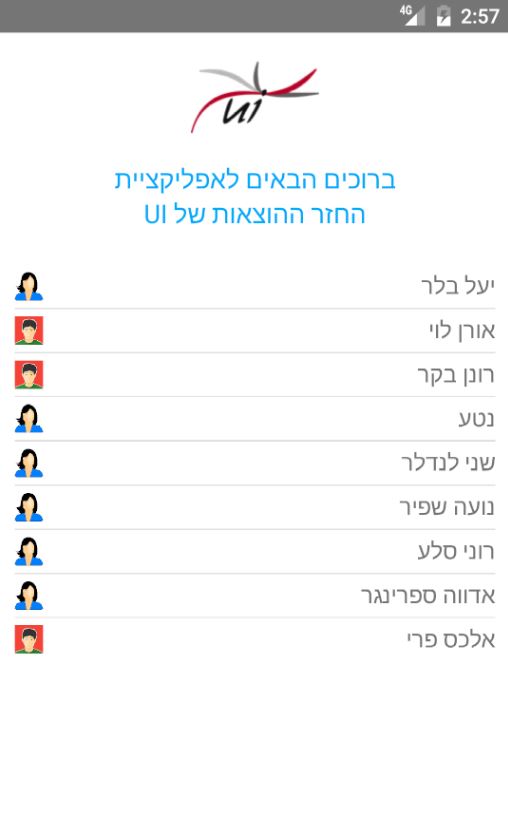 4G 2:57
UI
ברוכים הבאים לאפליקציית
החזר ההוצאות של UI
יעל בלר
אורן לוי
רונן בקר
נטע
שני לנדלר
נועה שפיר
רוני סלע
אדווה ספרינגר
אלכס פרי